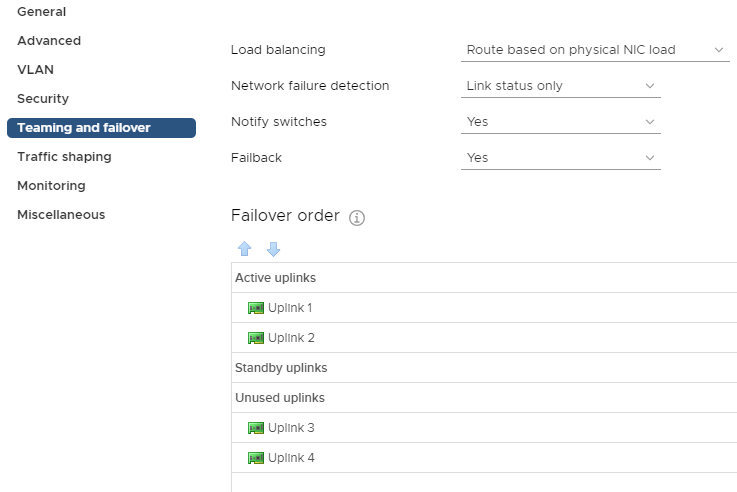 General
Advanced
VLAN
Security
Teaming and failover
Traffic shaping
Monitoring
Miscellaneous
Load balancing Route based on physical NIC load
Network failure detection Link status only
Notify switches Yes
Failback Yes
Failover order
Active uplinks
Uplink 1
Uplink 2
Standby uplinks
Unused uplinks
Uplink 3
Uplink 4